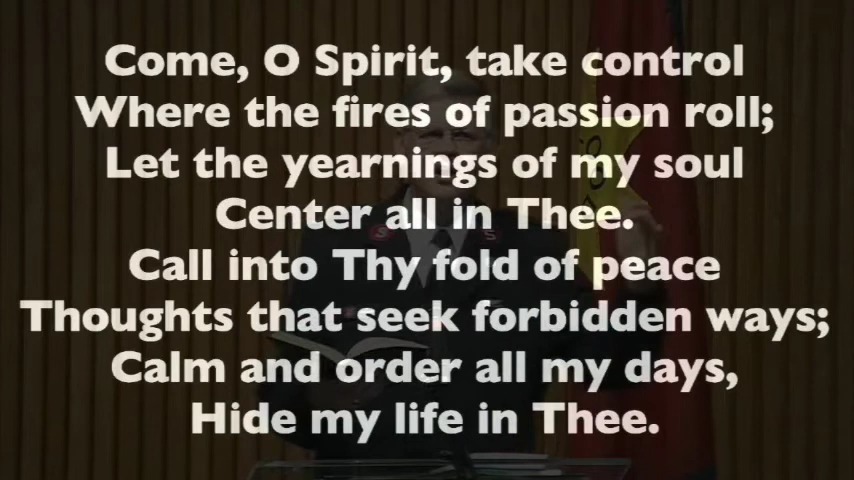 Come, O Spirit, take control
Where the fires of passion roll;
Let the yearnings of my soul
Center all in Thee.
Call into Thy fold of peace
Thoughts that seek forbidden ways;
Calm and order all my days,
Hide my life in Thee.